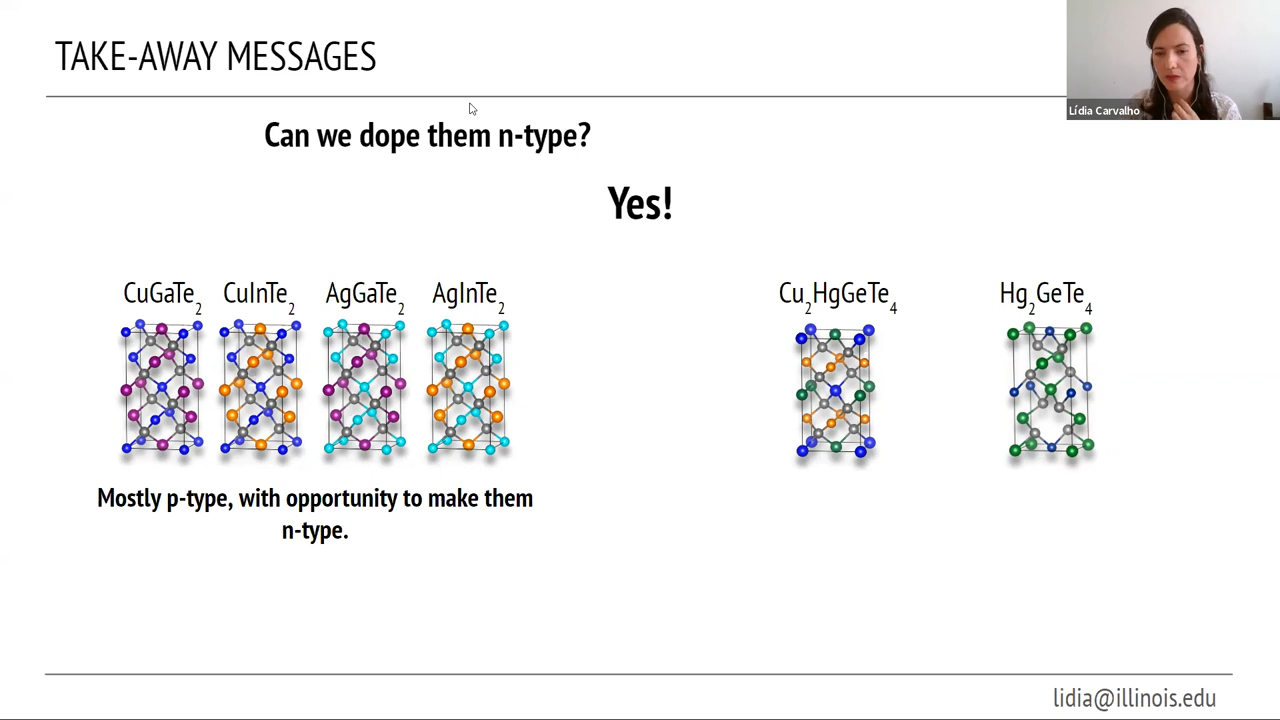 TAKE-AWAY MESSAGES
Lídia Carvalho
Can we dope them n-type?
Yes!
CuGaTe2 CuInTe2 AgGaTe2 AgInTe2 Cu2HgGeTe4 Hg2GeTe4
Mostly p-type, with opportunity to make them
n-type.
lidia@illinois.edu